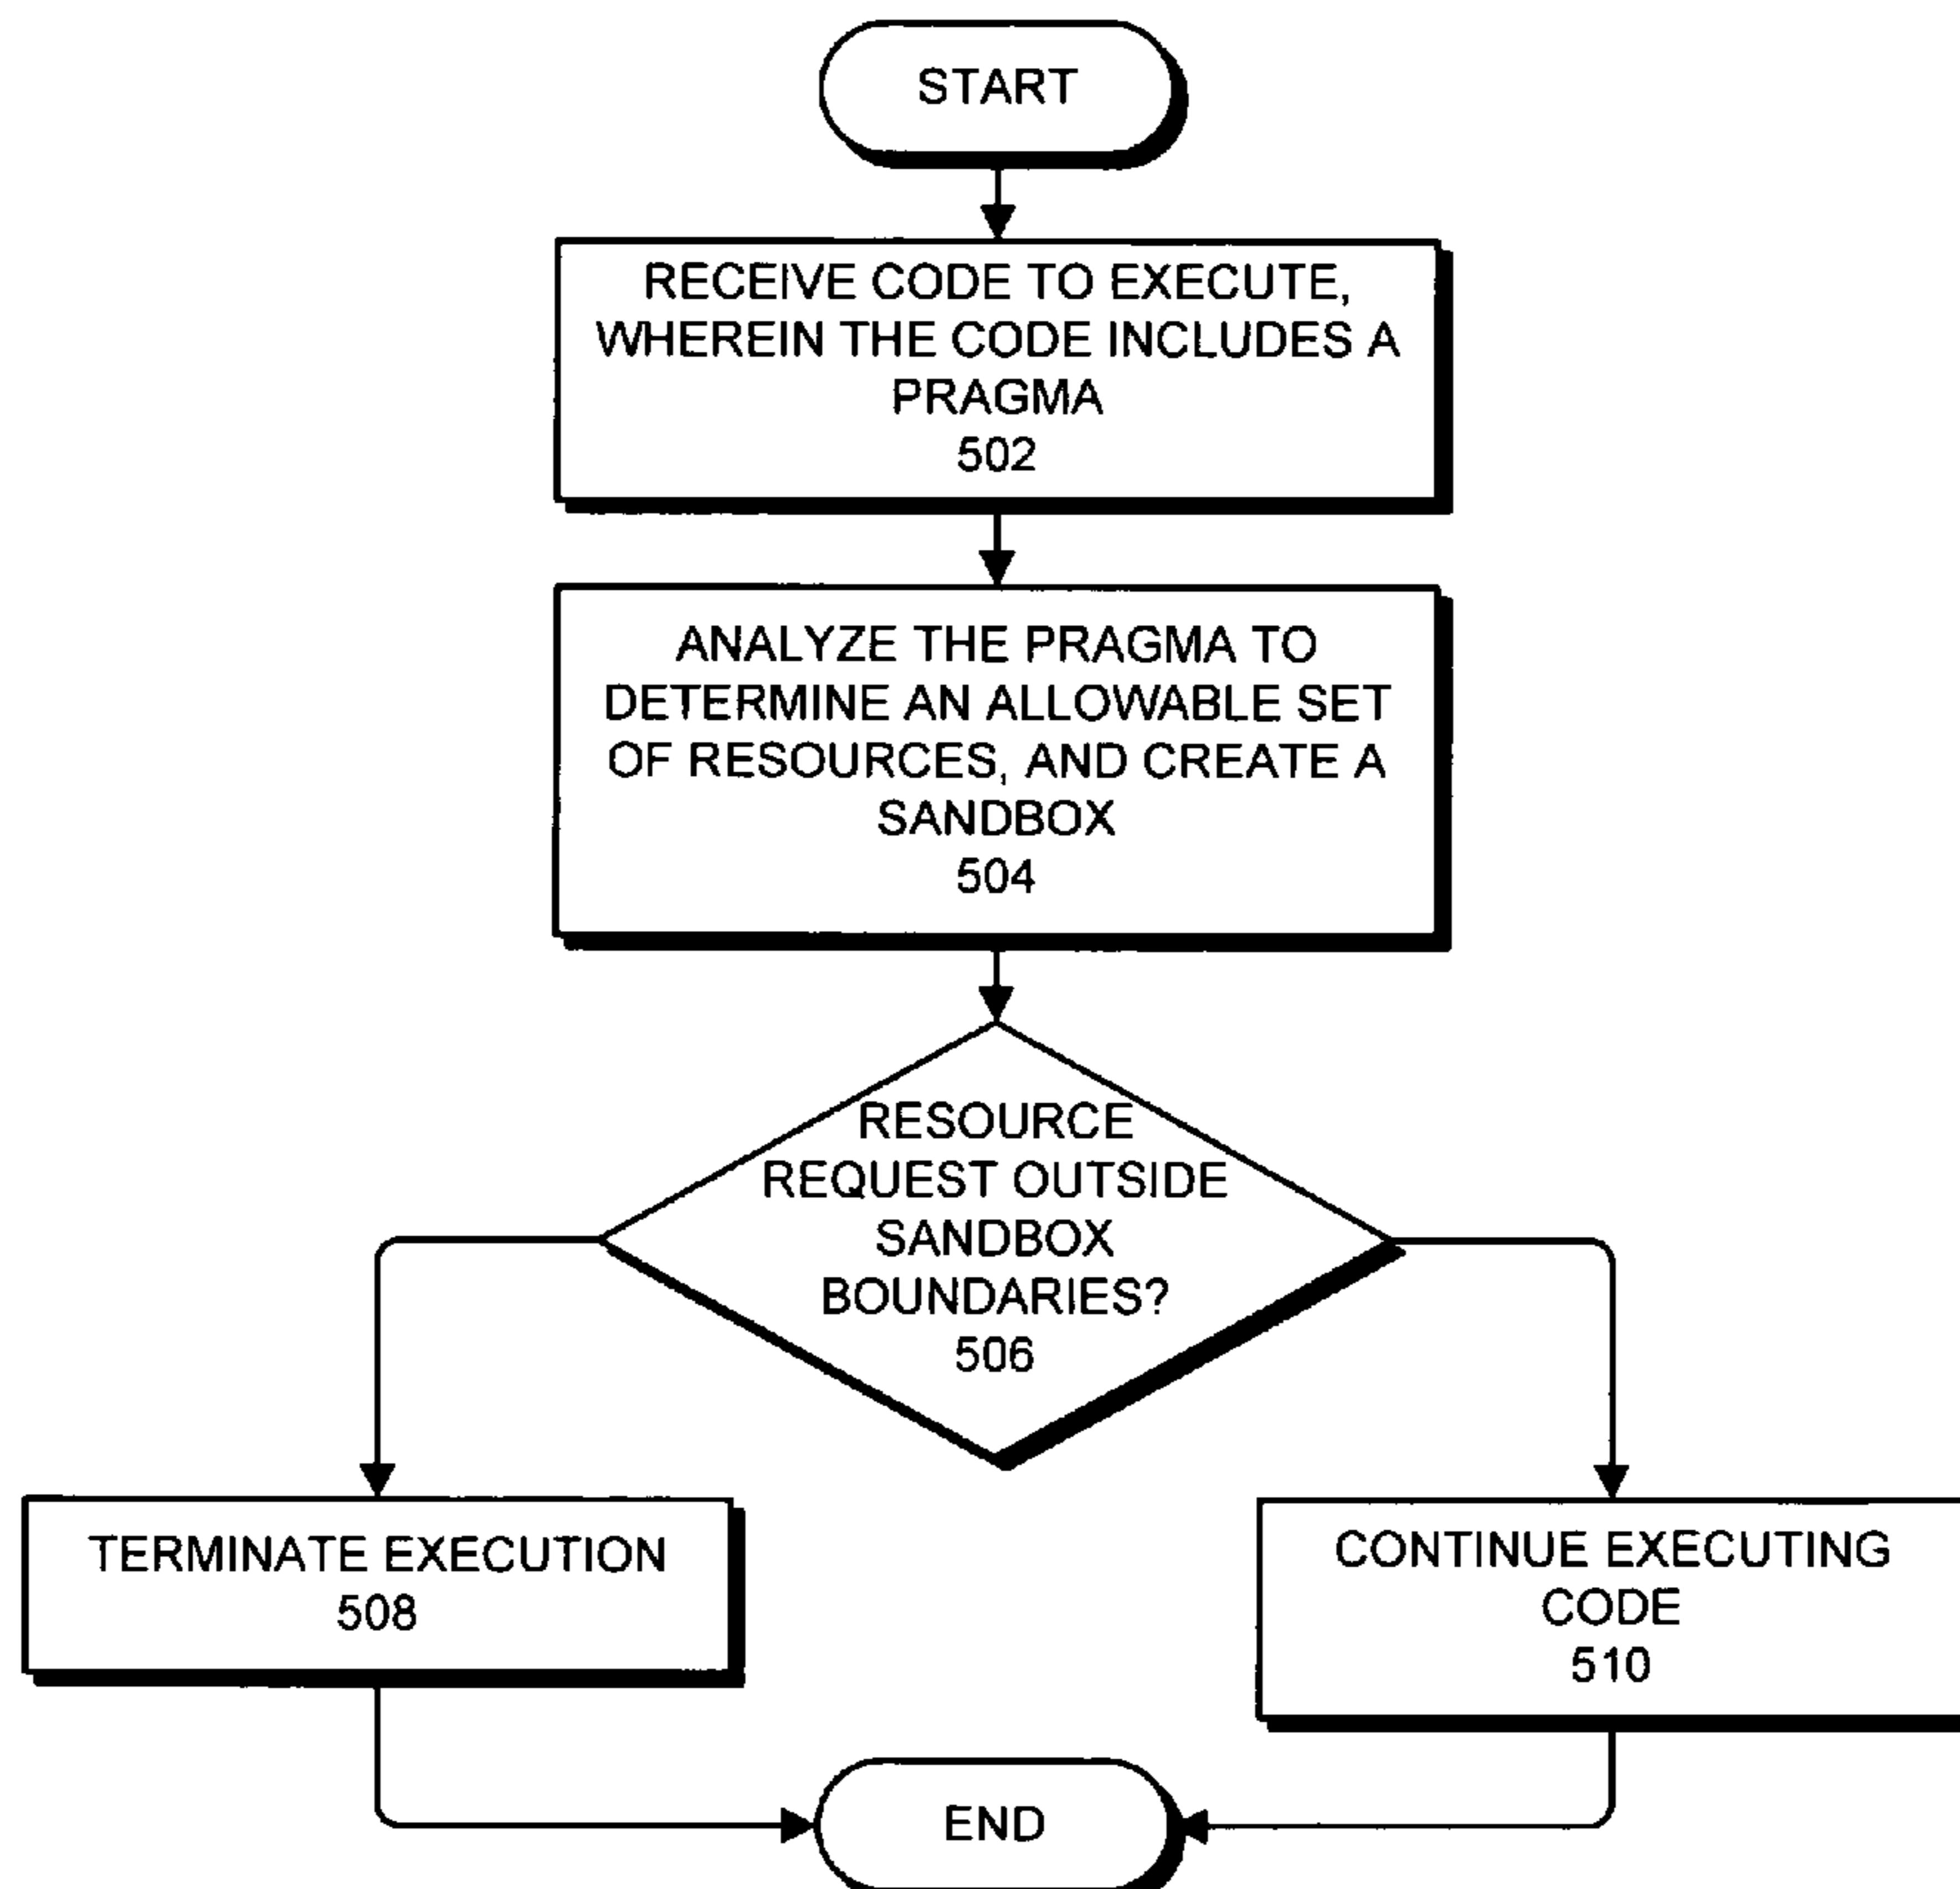 START
RECEIVE CODE TO EXECUTE,
WHEREIN THE CODE INCLUDES A
PRAGMA
502
ANALYZE THE PRAGMA TO
DETERMINE AN ALLOWABLE SET
OF RESOURCES, AND CREATE A
SANDBOX
504
RESOURCE
REQUEST OUTSIDE
SANDBOX
BOUNDARIES?
506
TERMINATE EXECUTION
508
CONTINUE EXECUTING
CODE
510
END